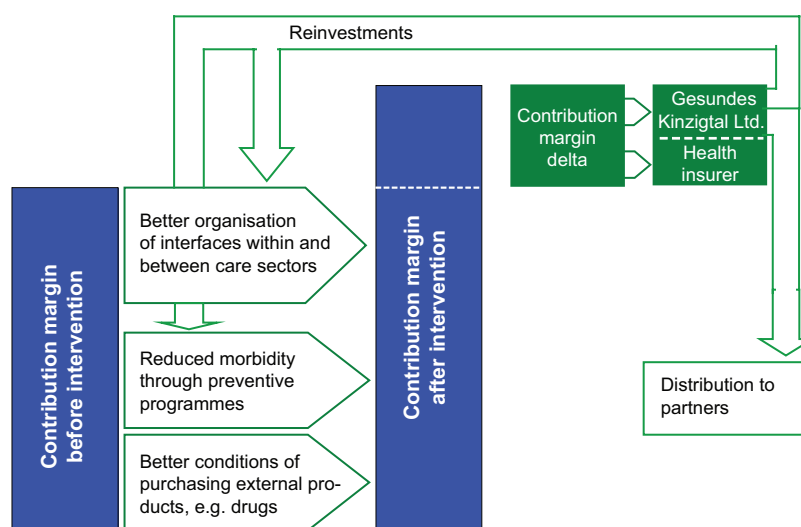 Reinvestments
Contribution margin
before intervention
Better organisation
of interfaces within and
between care sectors
Reduced morbidity
through preventive
programmes
Better conditions of
purchasing external pro-
ducts, e.g. drugs
Contribution margin
after intervention
Contribution
margin
delta
Gesundes
Kinzigtal Ltd.
Health
insurer
Distribution to
partners